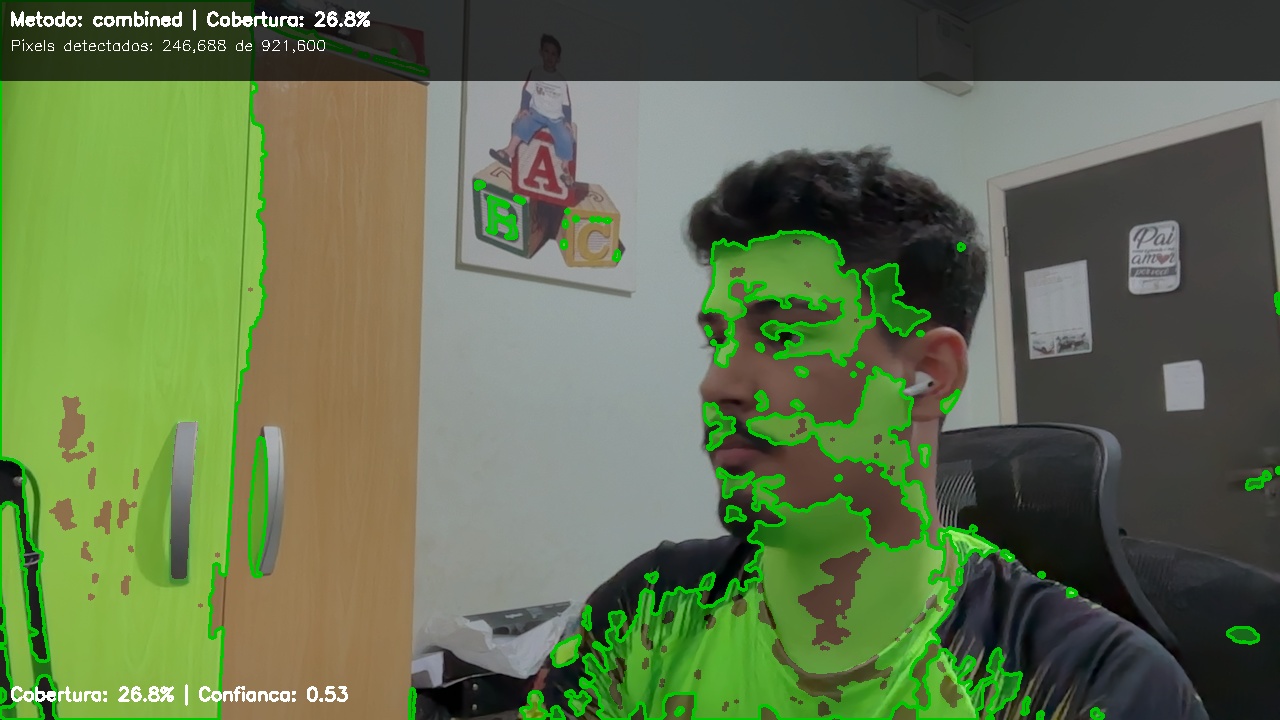 Metodo: combined | Cobertura: 26.8%
Pixels detectados: 246,688 de 921,600
A
B
C
Pai
amor
Cobertura: 26.8% | Confianca: 0.53